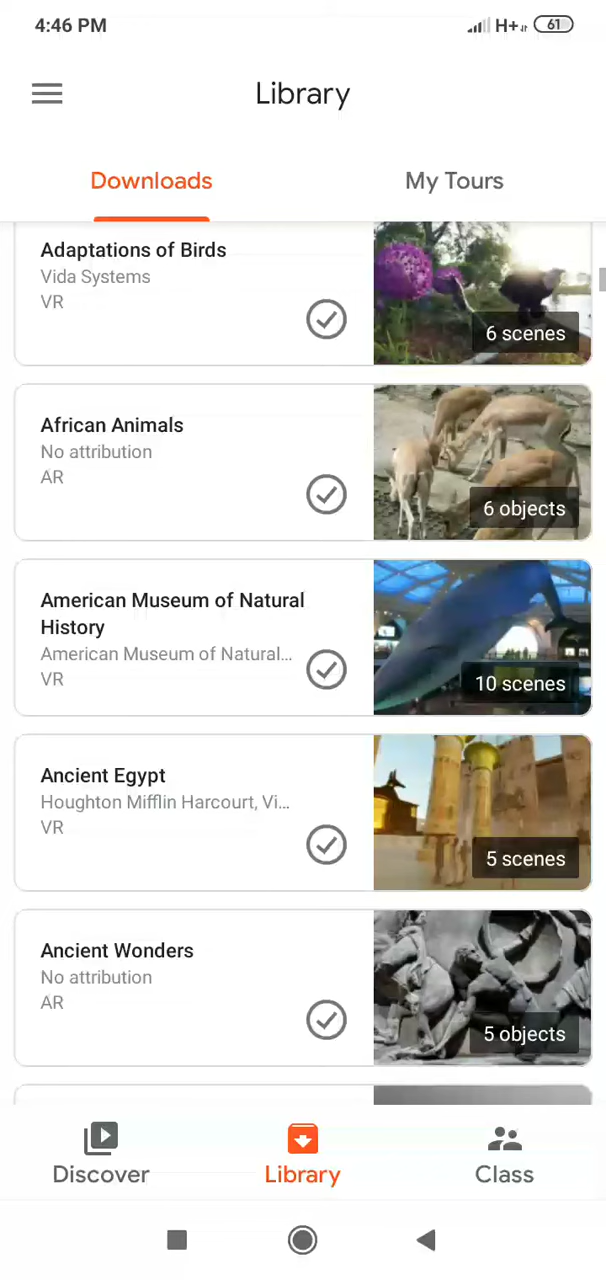 4:46 PM
H+
61
Library
Downloads
My Tours
Adaptations of Birds
Vida Systems
VR
6 scenes
African Animals
No attribution
AR
6 objects
American Museum of Natural
History
American Museum of Natural...
VR
10 scenes
Ancient Egypt
Houghton Mifflin Harcourt, Vi...
VR
5 scenes
Ancient Wonders
No attribution
AR
5 objects
Discover
Library
Class